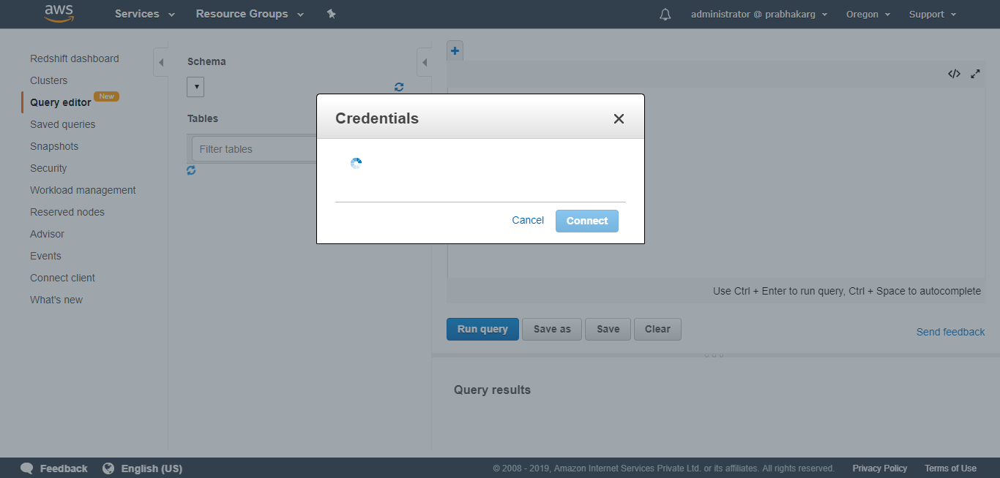 aws Services Resource Groups administrator @ prabhakarg Oregon Support
Redshift dashboard
Clusters
Query editor New
Saved queries
Snapshots
Security
Workload management
Reserved nodes
Advisor
Events
Connect client
What's new
Schema
Tables
Filter tables
Credentials
Cancel Connect
Use Ctrl + Enter to run query, Ctrl + Space to autocomplete
Run query Save as Save Clear Send feedback
Query results
Feedback English (US) © 2008 - 2019, Amazon Internet Services Private Ltd. or its affiliates. All rights reserved. Privacy Policy Terms of Use